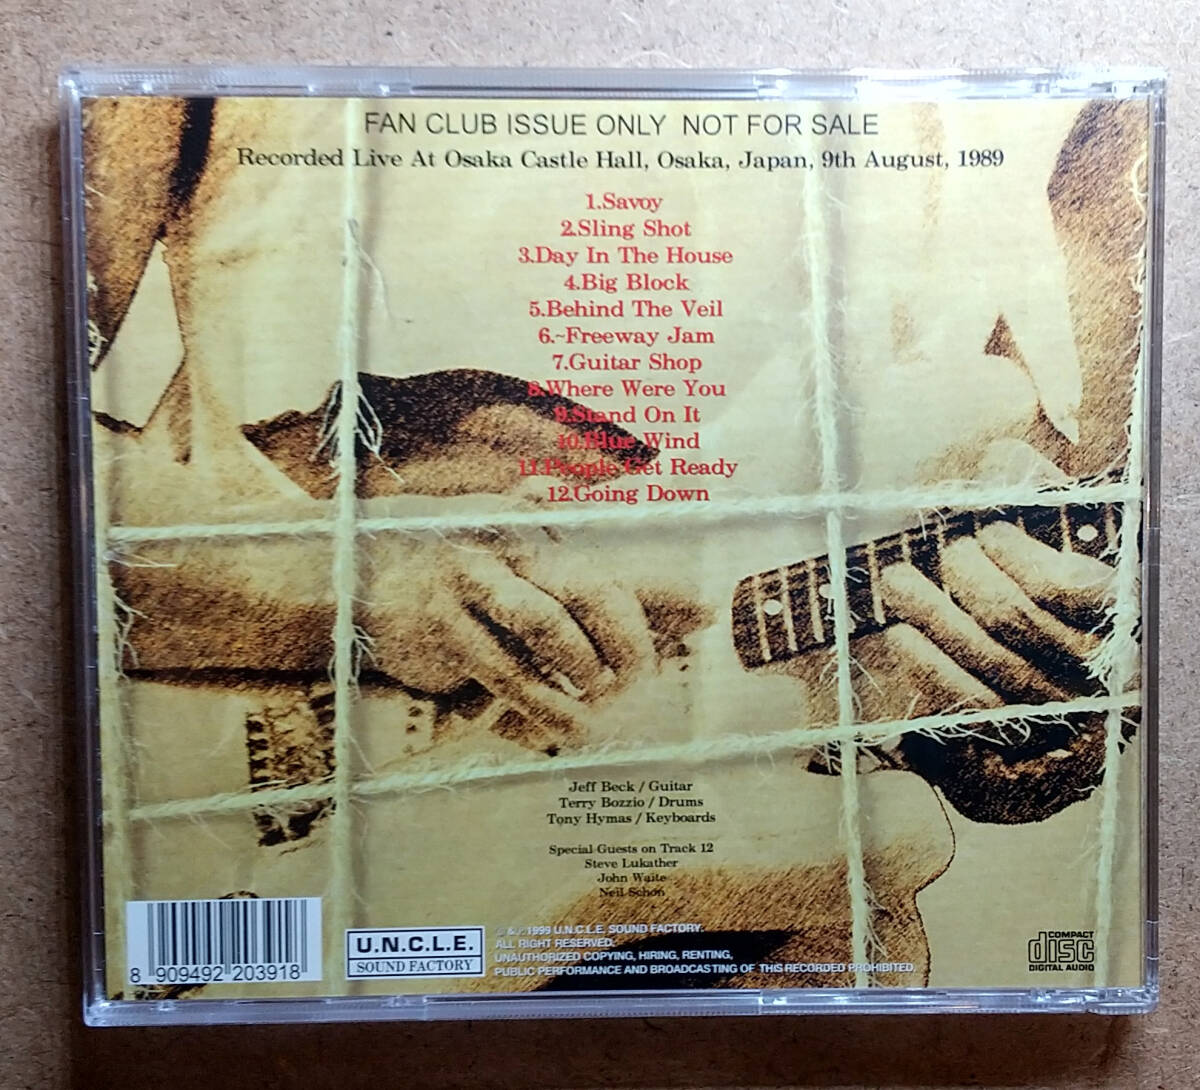 FAN CLUB ISSUE ONLY NOT FOR SALE
Recorded Live At Osaka Castle Hall, Osaka, Japan, 9th August, 1989
1.Savoy
2.Sling Shot
3.Day In The House
4.Big Block
5.Behind The Veil
6.~Freeway Jam
7.Guitar Shop
8.Where Were You
9.Stand On It
10.Blue Wind
11.People Get Ready
12.Going Down
Jeff Beck / Guitar
Terry Bozzio / Drums
Tony Hymas / Keyboards
Special Guests on Track 12
Steve Lukather
John Waite
Neil Schon
8 909492 203918
U.N.C.L.E.
SOUND FACTORY
© & ℗ 1999 U.N.C.L.E. SOUND FACTORY.
ALL RIGHT RESERVED.
UNAUTHORIZED COPYING, HIRING, RENTING,
PUBLIC PERFORMANCE AND BROADCASTING OF THIS RECORDED PROHIBITED.
COMPACT
disc
DIGITAL AUDIO